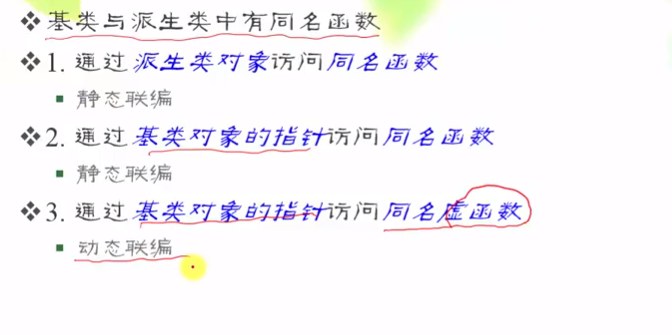 ❖基类与派生类中有同名函数
❖1. 通过派生类对象访问同名函数
▪ 静态联编
❖2. 通过基类对象的指针访问同名函数
▪ 静态联编
❖3. 通过基类对象的指针访问同名虚函数
▪ 动态联编